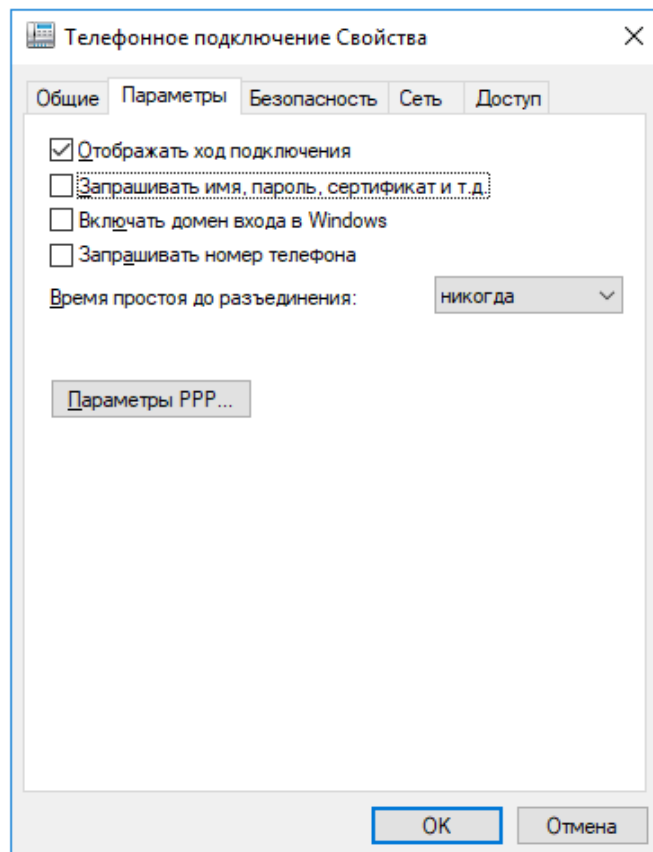 Телефонное подключение Свойства
Общие Параметры Безопасность Сеть Доступ
Отображать ход подключения
Запрашивать имя, пароль, сертификат и т.д.
Включать домен входа в Windows
Запрашивать номер телефона
Время простоя до разъединения: никогда
Параметры PPP...
OK Отмена